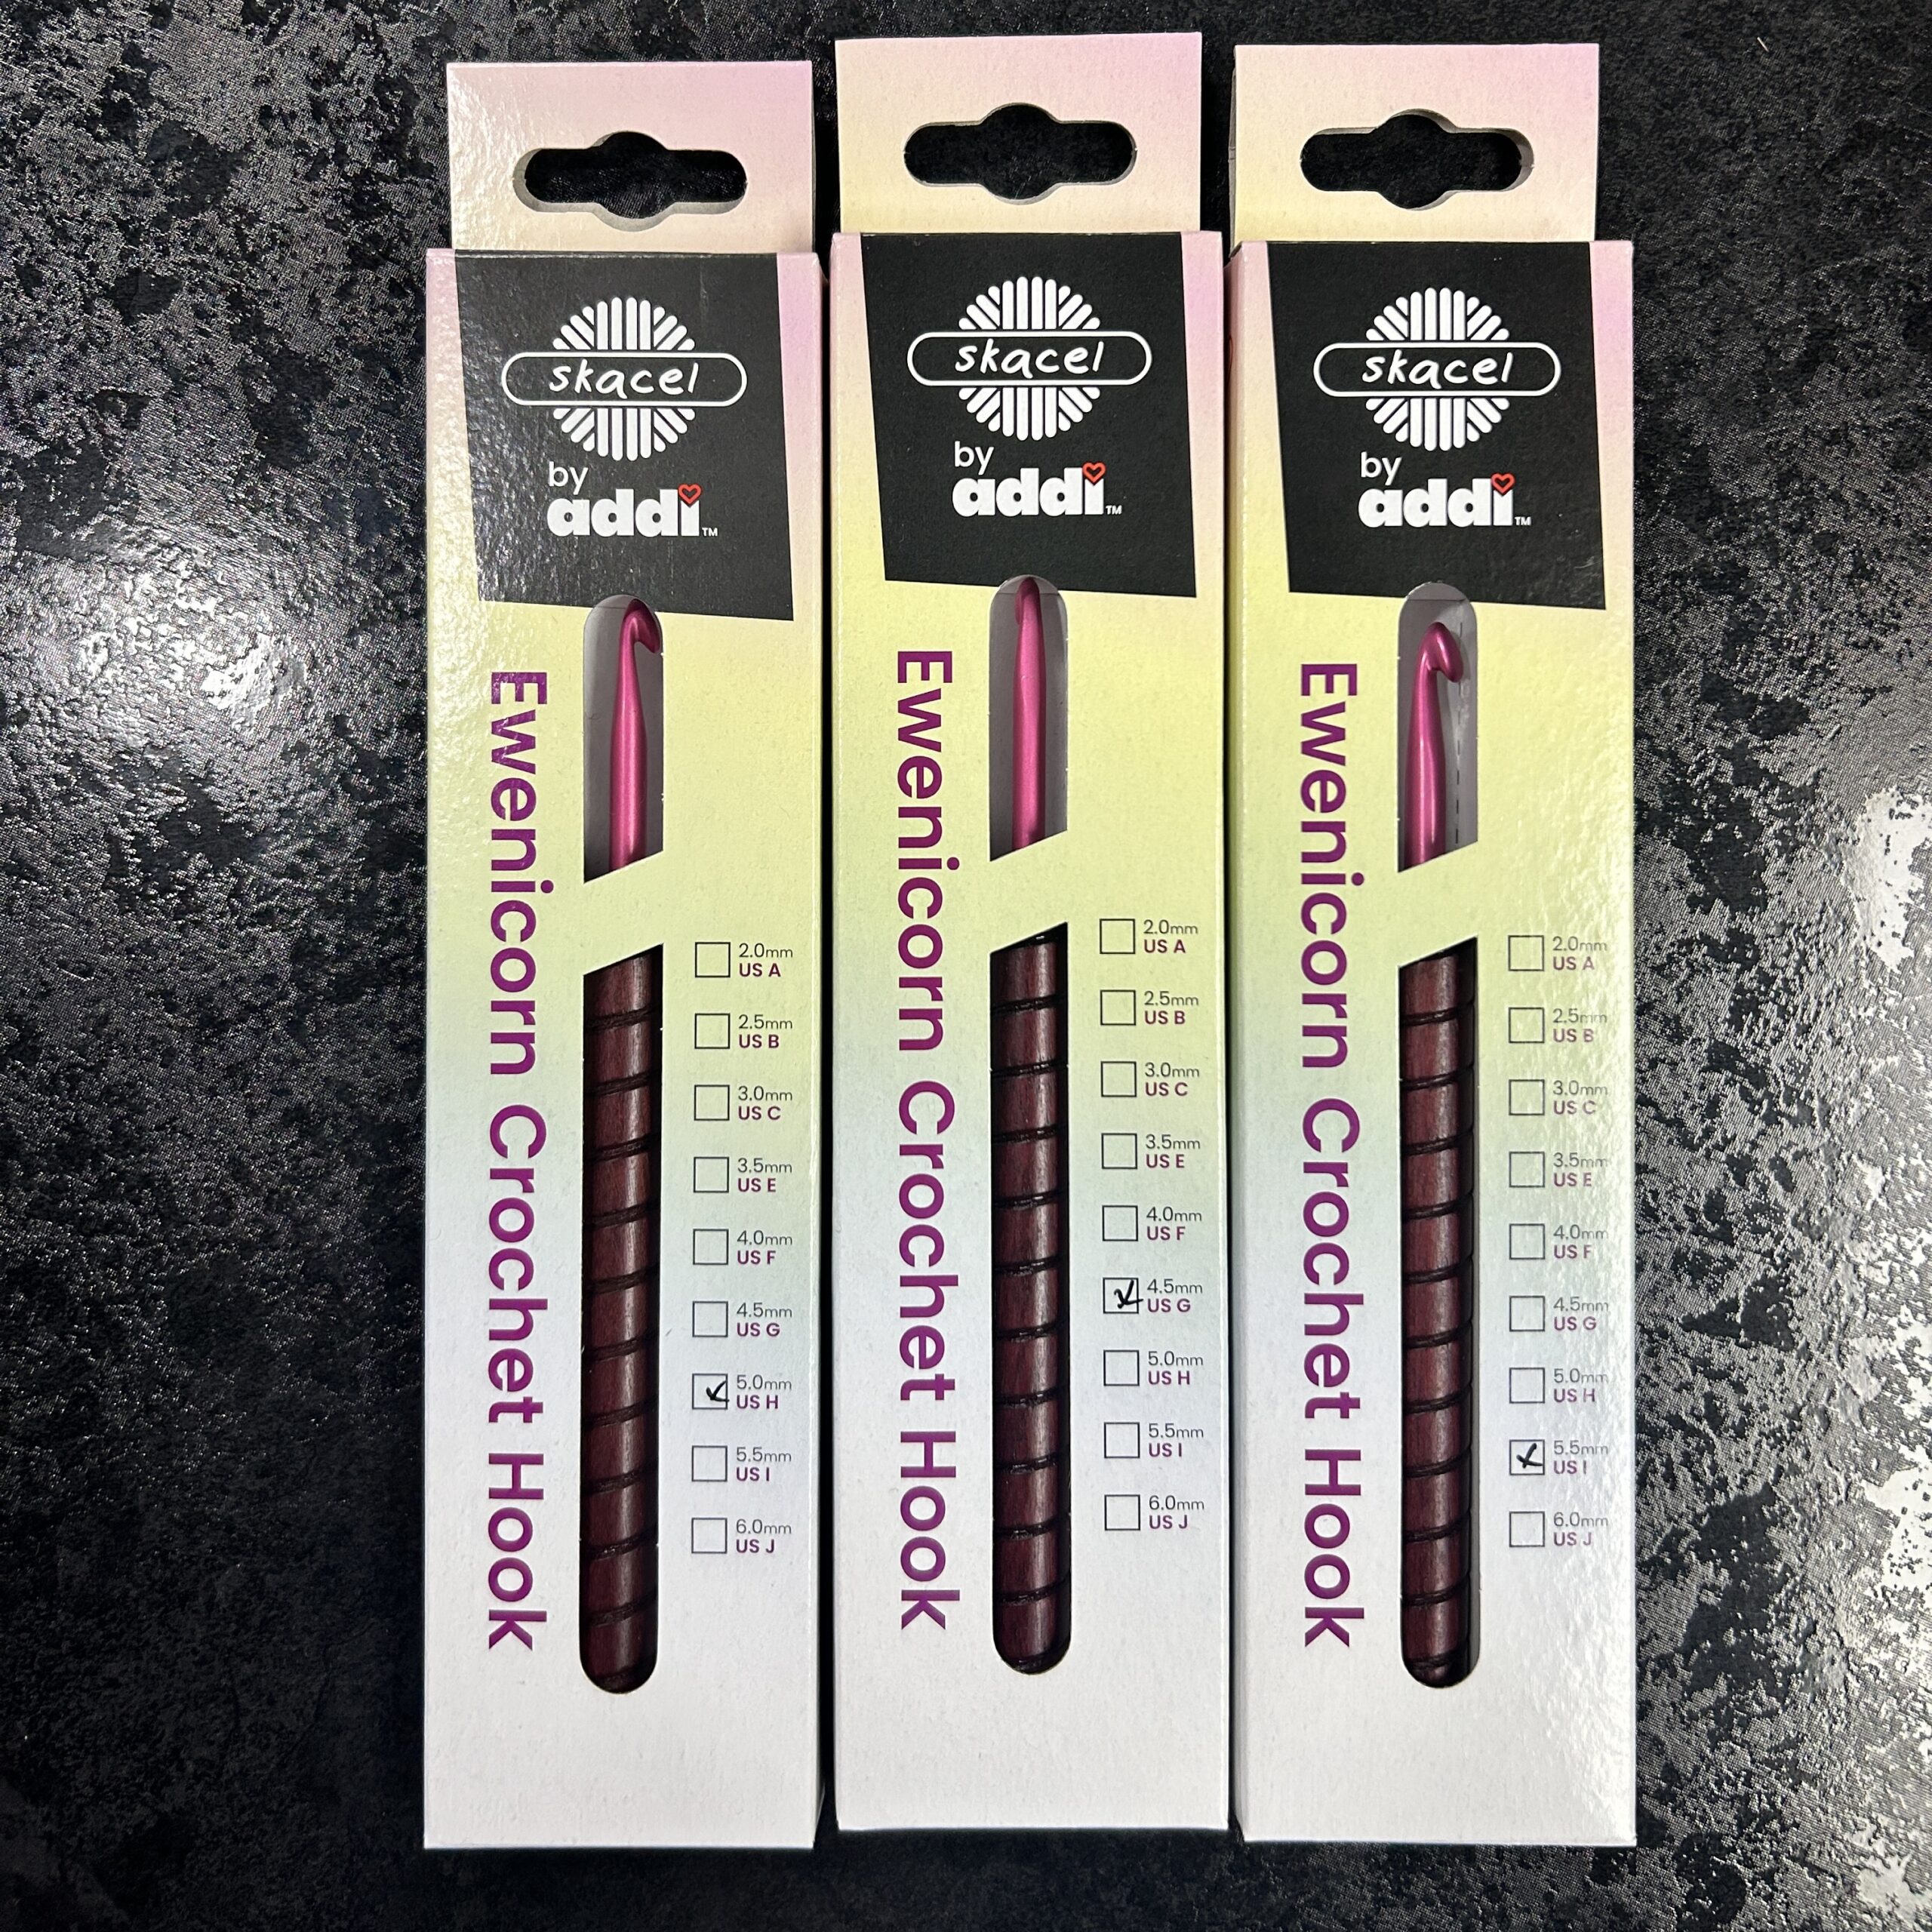 skacel
by
addi™
Ewenicorn Crochet Hook
2.0mm
US A
2.5mm
US B
3.0mm
US C
3.5mm
US E
4.0mm
US F
4.5mm
US G
5.0mm
US H
5.5mm
US I
6.0mm
US J
skacel
by
addi™
Ewenicorn Crochet Hook
2.0mm
US A
2.5mm
US B
3.0mm
US C
3.5mm
US E
4.0mm
US F
4.5mm
US G
5.0mm
US H
5.5mm
US I
6.0mm
US J
skacel
by
addi™
Ewenicorn Crochet Hook
2.0mm
US A
2.5mm
US B
3.0mm
US C
3.5mm
US E
4.0mm
US F
4.5mm
US G
5.0mm
US H
5.5mm
US I
6.0mm
US J